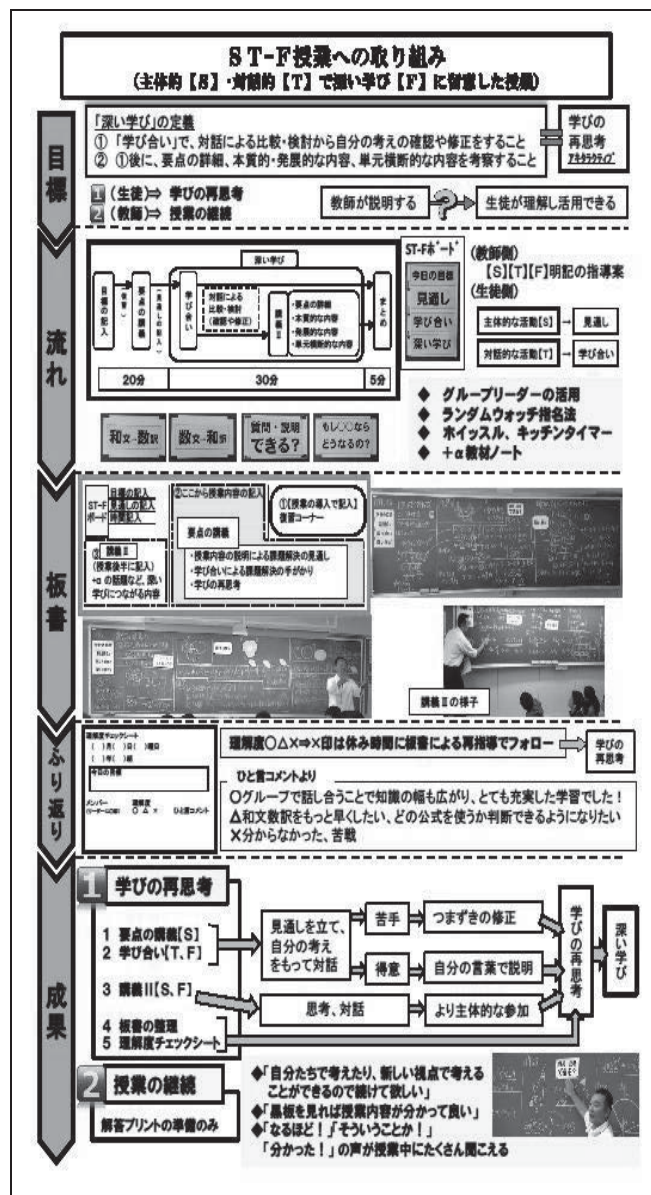 ST-F授業への取り組み
(主体的【S】・対話的【T】で深い学び【F】に留意した授業)
目標
「深い学び」の定義
① 「学び合い」で、対話による比較・検討から自分の考えの確認や修正をすること
② ①後に、要点の詳細、本質的・発展的な内容、単元横断的な内容を考察すること
学びの
再思考
1 (生徒)⇒ 学びの再思考
2 (教師)⇒ 授業の継続
教師が説明する
?
生徒が理解し活用できる
流れ
深い学び
目標の記入
要点の講義
(見通しの記入)
学び合い
対話による
比較・検討
(確認や修正)
講義Ⅱ
・要点の詳細
・本質的な内容
・発展的な内容
・単元横断的な内容
まとめ
20分
30分
5分
ST-Fボード
今日の目標
見通し
学び合い
深い学び
(教師側)
【S】【T】【F】明記の指導案
(生徒側)
主体的な活動【S】
見通し
対話的な活動【T】
学び合い
和文→数訳
数文→和訳
質問・説明
できる?
もし○○なら
どうなるの?
◆ グループリーダーの活用
◆ ランダムウォッチ指名法
◆ ホイッスル、キッチンタイマー
◆ +α教材ノート
板書
ST-F
ボード
目標の記入
見通しの記入
時間記入
②ここから授業内容の記入
①【授業の導入で記入】
復習コーナー
要点の講義
・授業内容の説明による課題解決の見通し
・学び合いによる課題解決の手がかり
・学びの再思考
③ 講義Ⅱ
(授業後半に記入)
+αの話題など、深い
学びにつながる内容
講義Ⅱの様子
ふり返り
理解度チェックシート
( )月( )日( )曜日
( )年( )組
今日の目標
メンバー
理解度
○ △ ×
ひと言コメント
理解度○△×⇒×印は休み時間に板書による再指導でフォロー
学びの
再思考
ひと言コメントより
○グループで話し合うことで知識の幅も広がり、とても充実した学習でした!
△和文数訳をもっと早くしたい、どの公式を使うか判断できるようになりたい
×分からなかった、苦戦
成果
1 学びの再思考
1 要点の講義[S]
2 学び合い[T、F]
3 講義Ⅱ[S、F]
4 板書の整理
5 理解度チェックシート
見通しを立て、
自分の考え
をもって対話
苦手
つまずきの修正
得意
自分の言葉で説明
思考、対話
より主体的な参加
学びの再思考
深い学び
2 授業の継続
解答プリントの準備のみ
◆「自分たちで考えたり、新しい視点で考える
ことができるので続けて欲しい」
◆「黒板を見れば授業内容が分かって良い」
◆「なるほど!」「そういうことか!」
「分かった!」の声が授業中にたくさん聞こえる